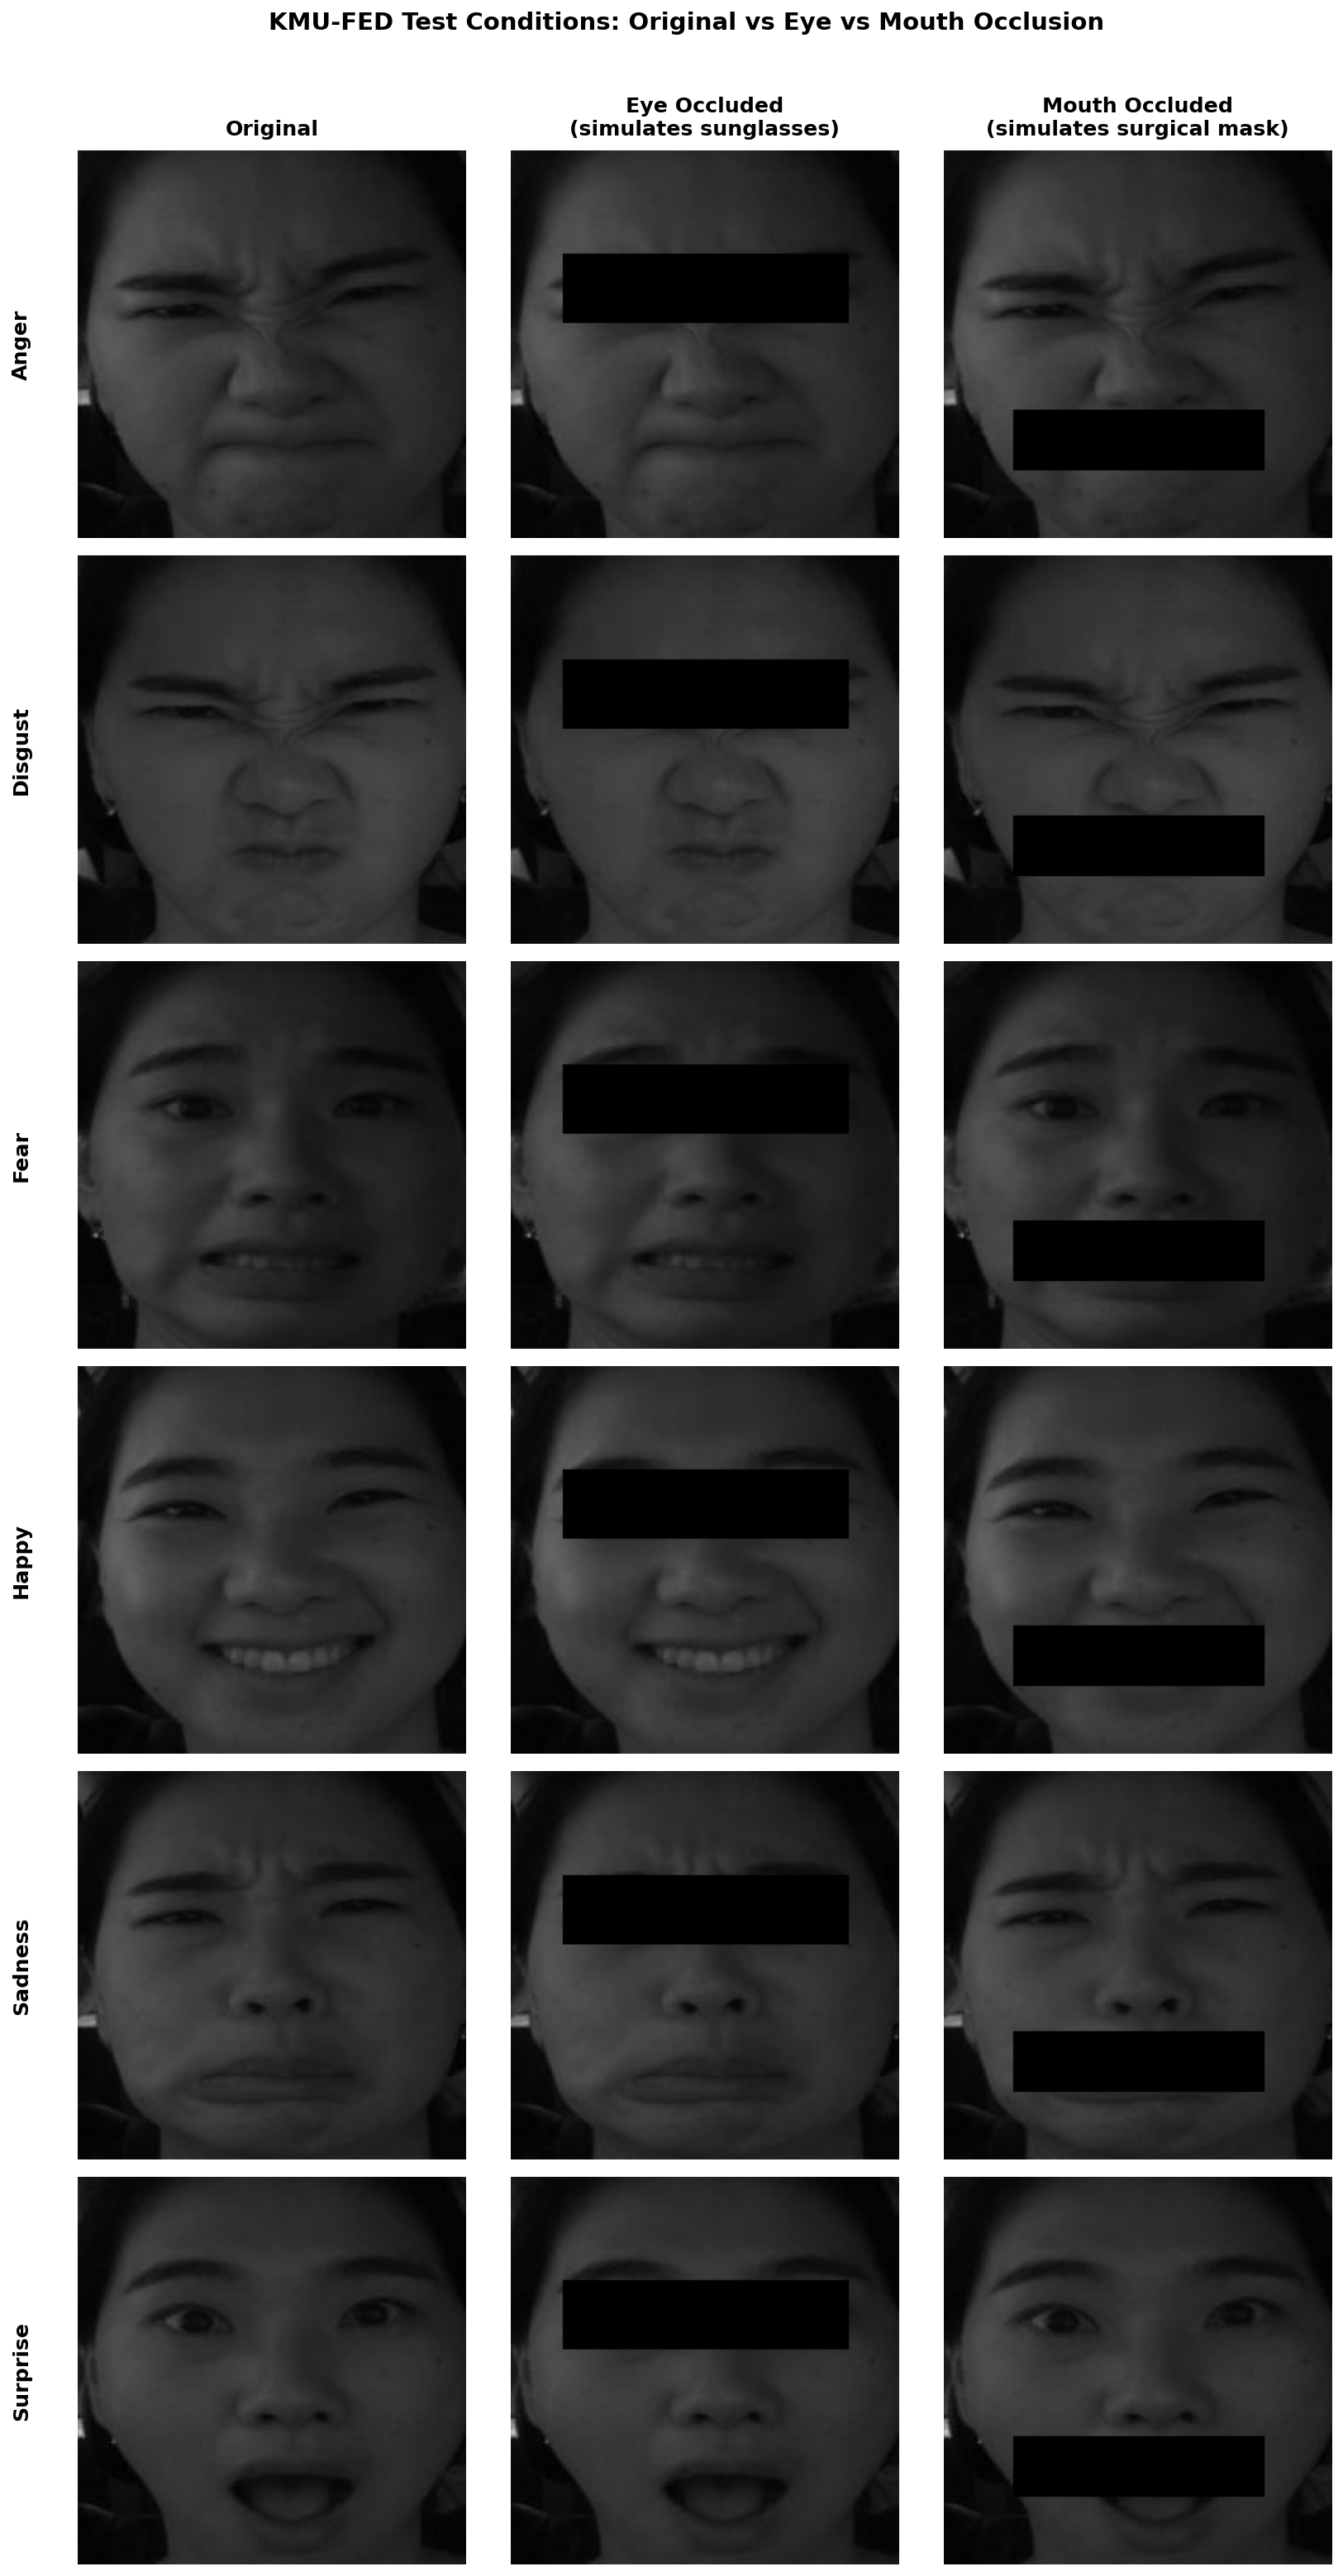 KMU-FED Test Conditions: Original vs Eye vs Mouth Occlusion
Original
Eye Occluded
(simulates sunglasses)
Mouth Occluded
(simulates surgical mask)
Anger
Disgust
Fear
Happy
Sadness
Surprise